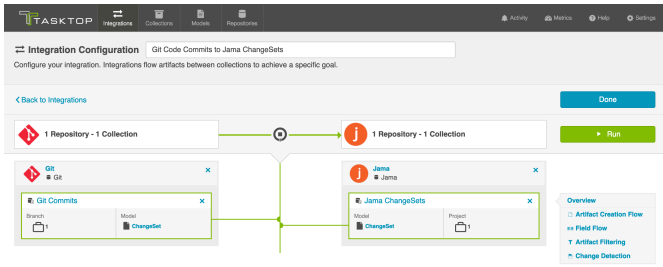 TASKTOP
Integrations
Collections
Models
Repositories
Activity
Metrics
Help
Settings
Integration Configuration
Git Code Commits to Jama ChangeSets
Configure your integration. Integrations flow artifacts between collections to achieve a specific goal.
Back to Integrations
Done
1 Repository - 1 Collection
1 Repository - 1 Collection
Run
Git
Git
Jama
Jama
Git Commits
Branch
1
Model
ChangeSet
Jama ChangeSets
Model
ChangeSet
Project
1
Overview
Artifact Creation Flow
Field Flow
Artifact Filtering
Change Detection